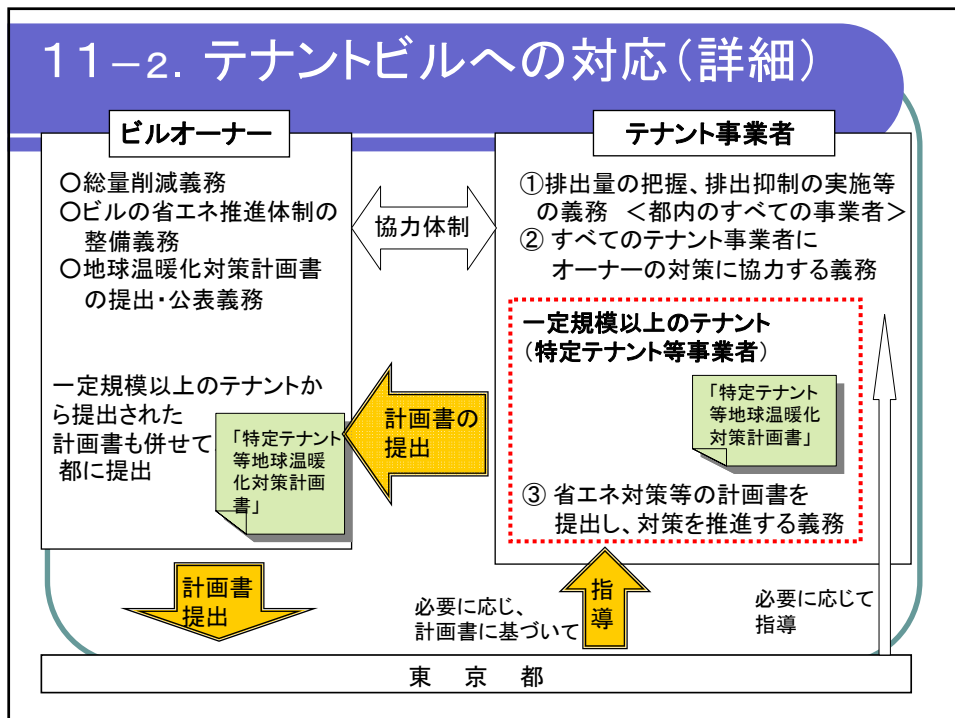 11-2．テナントビルへの対応（詳細）
ビルオーナー
○総量削減義務
○ビルの省エネ推進体制の
整備義務
○地球温暖化対策計画書
の提出・公表義務
一定規模以上のテナントか
ら提出された
計画書も併せて
都に提出
「特定テナント
等地球温暖
化対策計画
書」
協力体制
計画書の
提出
テナント事業者
①排出量の把握、排出抑制の実施等
の義務　＜都内のすべての事業者＞
② すべてのテナント事業者に
オーナーの対策に協力する義務
一定規模以上のテナント
（特定テナント等事業者）
「特定テナント
等地球温暖化
対策計画書」
③ 省エネ対策等の計画書を
提出し、対策を推進する義務
計画書
提出
必要に応じ、
計画書に基づいて
指
導
必要に応じて
指導
東　京　都